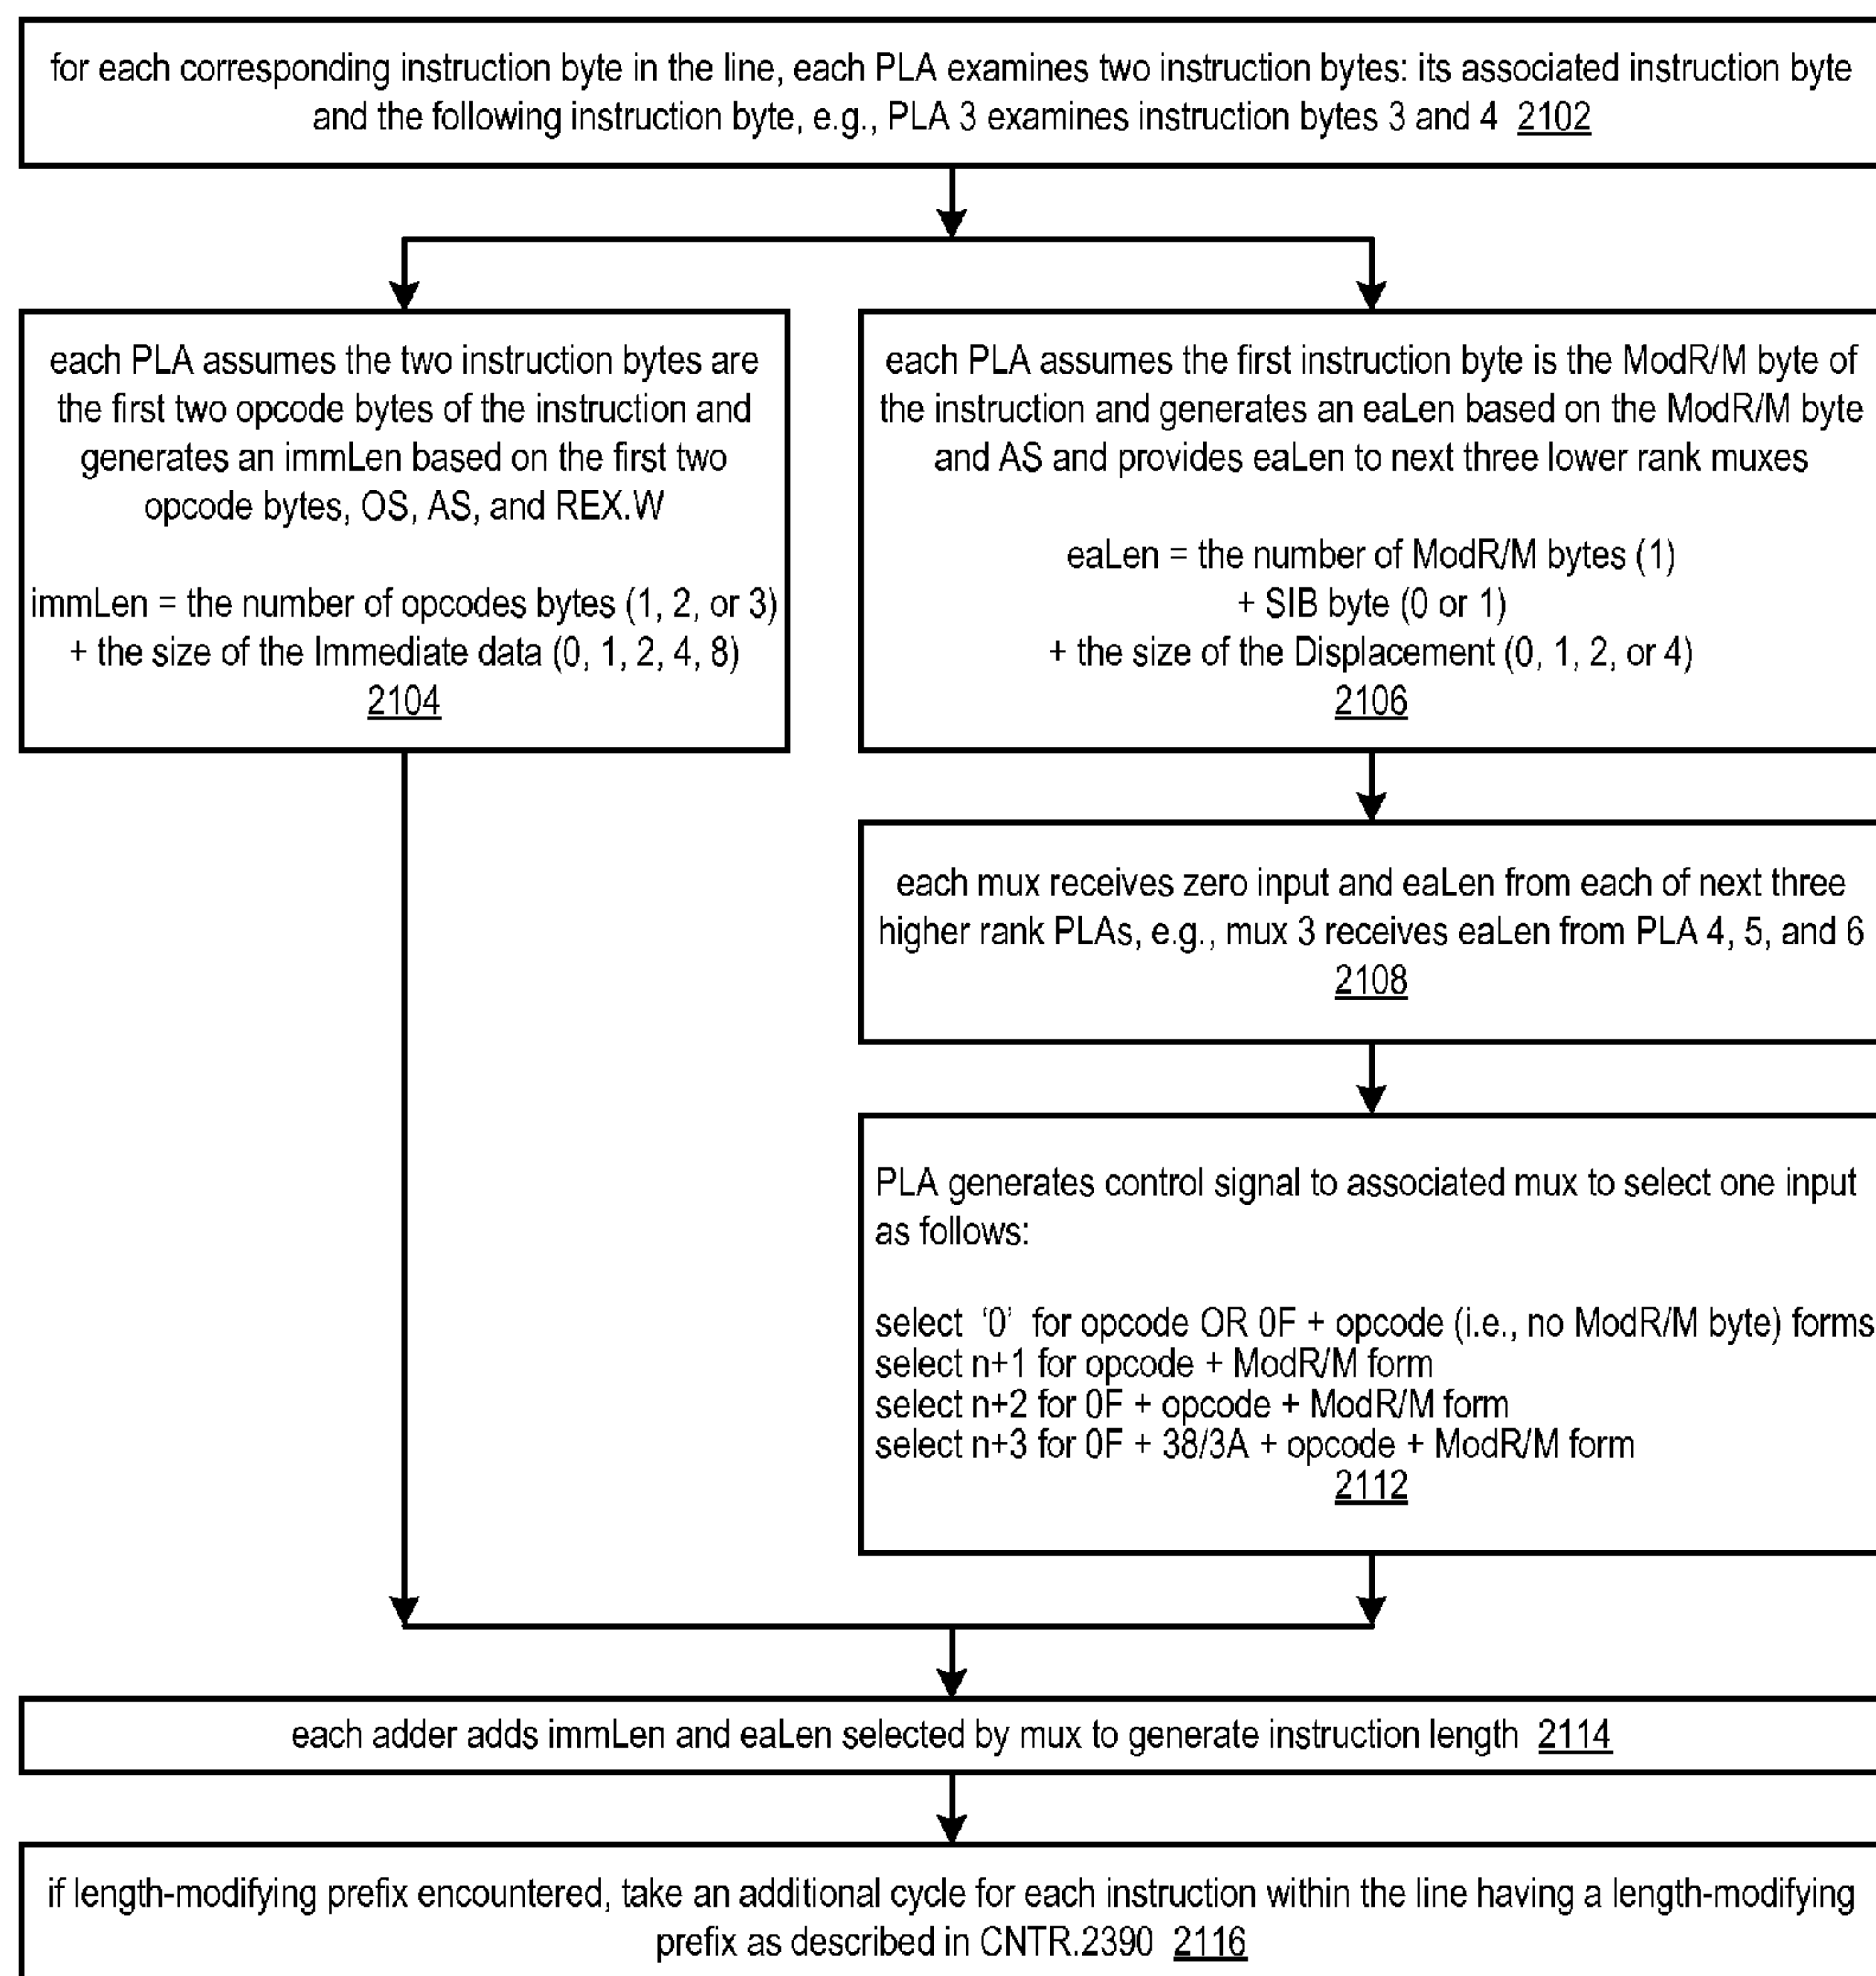 for each corresponding instruction byte in the line, each PLA examines two instruction bytes: its associated instruction byte
and the following instruction byte, e.g., PLA 3 examines instruction bytes 3 and 4 2102
each PLA assumes the two instruction bytes are
the first two opcode bytes of the instruction and
generates an immLen based on the first two
opcode bytes, OS, AS, and REX.W
immLen = the number of opcodes bytes (1, 2, or 3)
+ the size of the Immediate data (0, 1, 2, 4, 8)
2104
each PLA assumes the first instruction byte is the ModR/M byte of
the instruction and generates an eaLen based on the ModR/M byte
and AS and provides eaLen to next three lower rank muxes
eaLen = the number of ModR/M bytes (1)
+ SIB byte (0 or 1)
+ the size of the Displacement (0, 1, 2, or 4)
2106
each mux receives zero input and eaLen from each of next three
higher rank PLAs, e.g., mux 3 receives eaLen from PLA 4, 5, and 6
2108
PLA generates control signal to associated mux to select one input
as follows:
select ‘0’ for opcode OR 0F + opcode (i.e., no ModR/M byte) forms
select n+1 for opcode + ModR/M form
select n+2 for 0F + opcode + ModR/M form
select n+3 for 0F + 38/3A + opcode + ModR/M form
2112
each adder adds immLen and eaLen selected by mux to generate instruction length 2114
if length-modifying prefix encountered, take an additional cycle for each instruction within the line having a length-modifying
prefix as described in CNTR.2390 2116